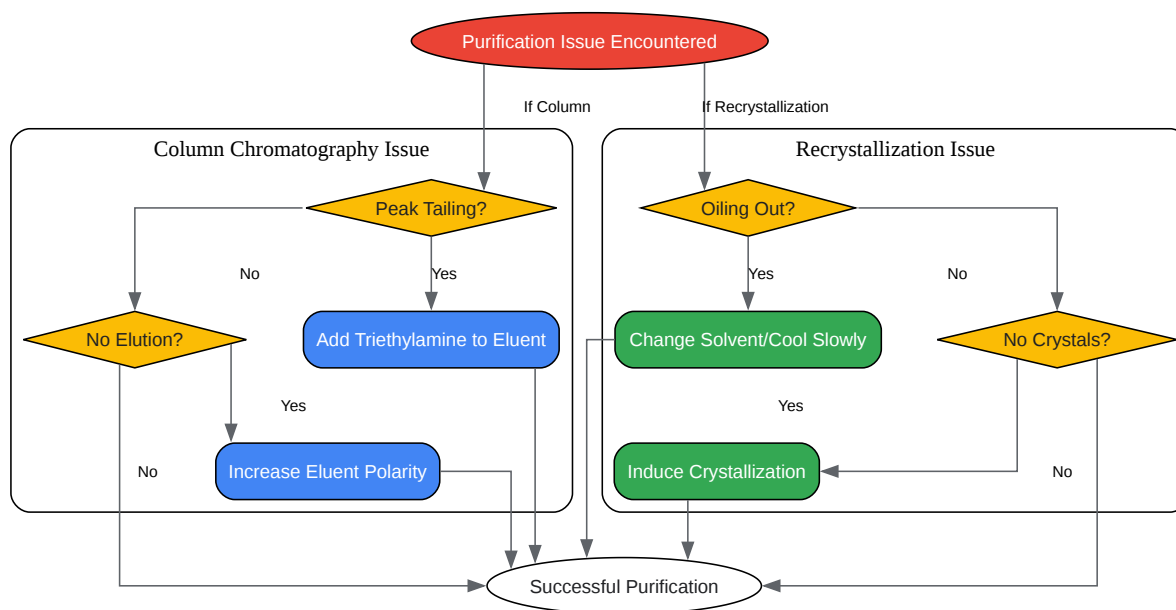 Purification Issue Encountered
If Column
If Recrystallization
Column Chromatography Issue
Recrystallization Issue
Peak Tailing?
Oiling Out?
No
Yes
Yes
No
No Elution?
Add Triethylamine to Eluent
Change Solvent/Cool Slowly
No Crystals?
Yes
Yes
No
Increase Eluent Polarity
Induce Crystallization
No
Successful Purification